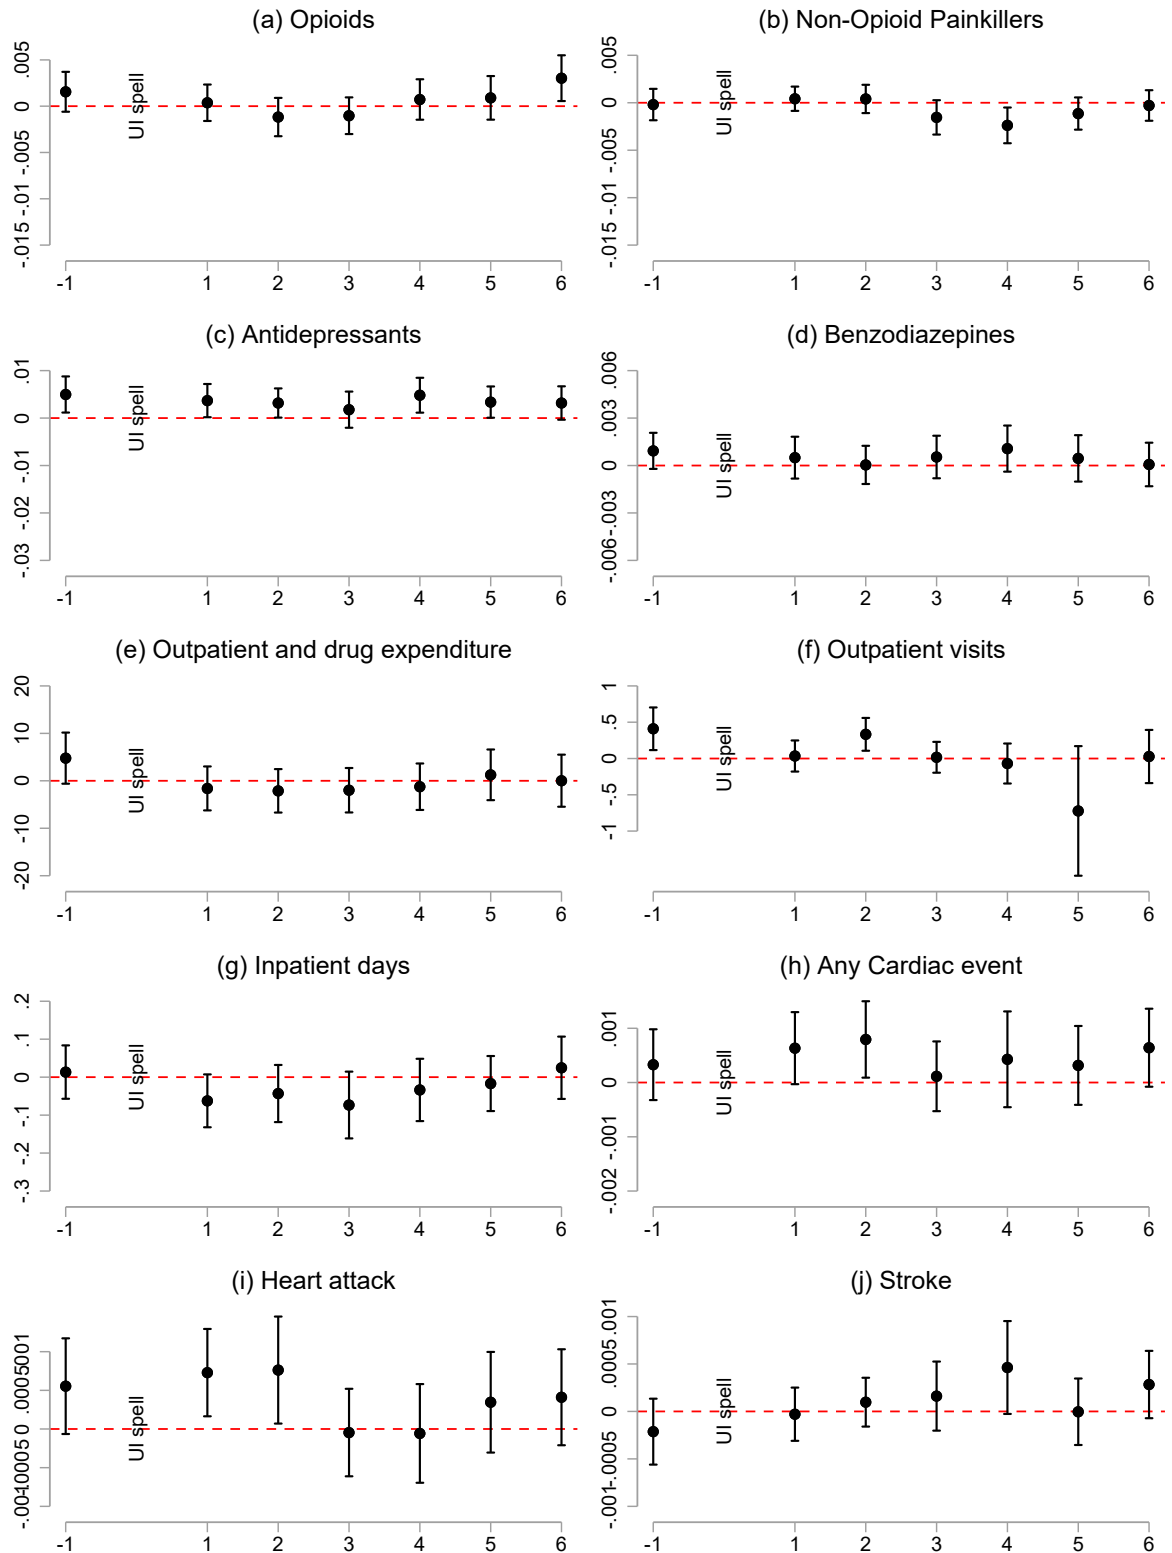 (a) Opioids
.005
0
-.005
-.01
-.015
UI spell
-1 1 2 3 4 5 6
(b) Non-Opioid Painkillers
.005
0
-.005
-.01
-.015
UI spell
-1 1 2 3 4 5 6
(c) Antidepressants
.01
0
-.01
-.02
-.03
UI spell
-1 1 2 3 4 5 6
(d) Benzodiazepines
.006
.003
0
-.003
-.006
UI spell
-1 1 2 3 4 5 6
(e) Outpatient and drug expenditure
20
10
0
-10
-20
UI spell
-1 1 2 3 4 5 6
(f) Outpatient visits
1
.5
0
-.5
-1
UI spell
-1 1 2 3 4 5 6
(g) Inpatient days
.2
.1
0
-.1
-.2
-.3
UI spell
-1 1 2 3 4 5 6
(h) Any Cardiac event
.001
0
-.001
-.002
UI spell
-1 1 2 3 4 5 6
(i) Heart attack
.001
.0005
0
-.0005
-.001
UI spell
-1 1 2 3 4 5 6
(j) Stroke
.001
.0005
0
-.0005
-.001
UI spell
-1 1 2 3 4 5 6